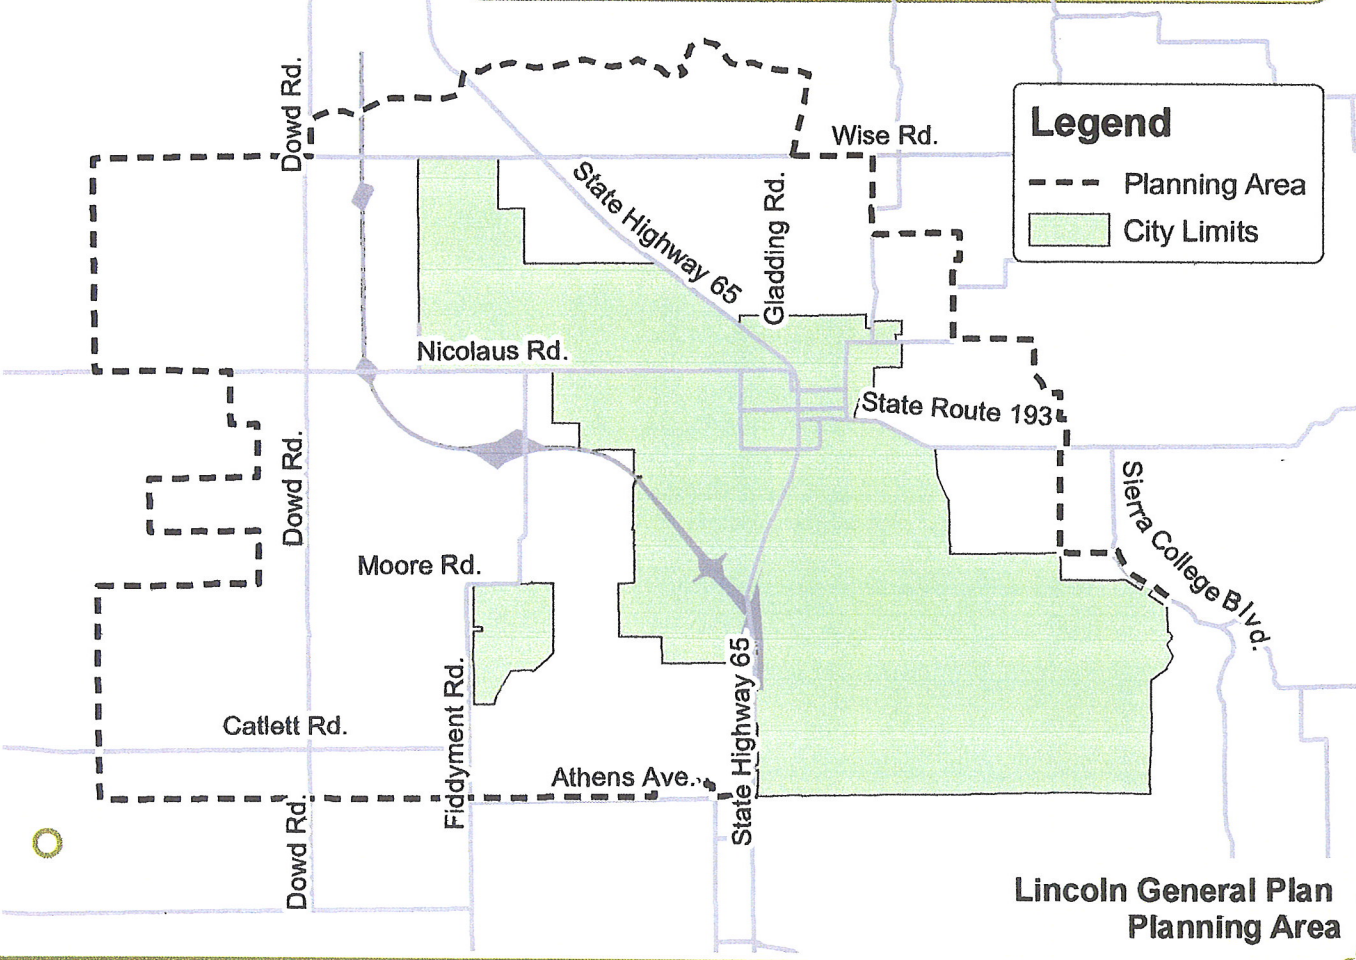 Dowd Rd.
Wise Rd.
Legend
Planning Area
City Limits
State Highway 65
Gladding Rd.
Nicolaus Rd.
State Route 193
Dowd Rd.
Sierra College Blvd.
Moore Rd.
Fiddyment Rd.
State Highway 65
Catlett Rd.
Athens Ave.
Dowd Rd.
Lincoln General Plan
Planning Area